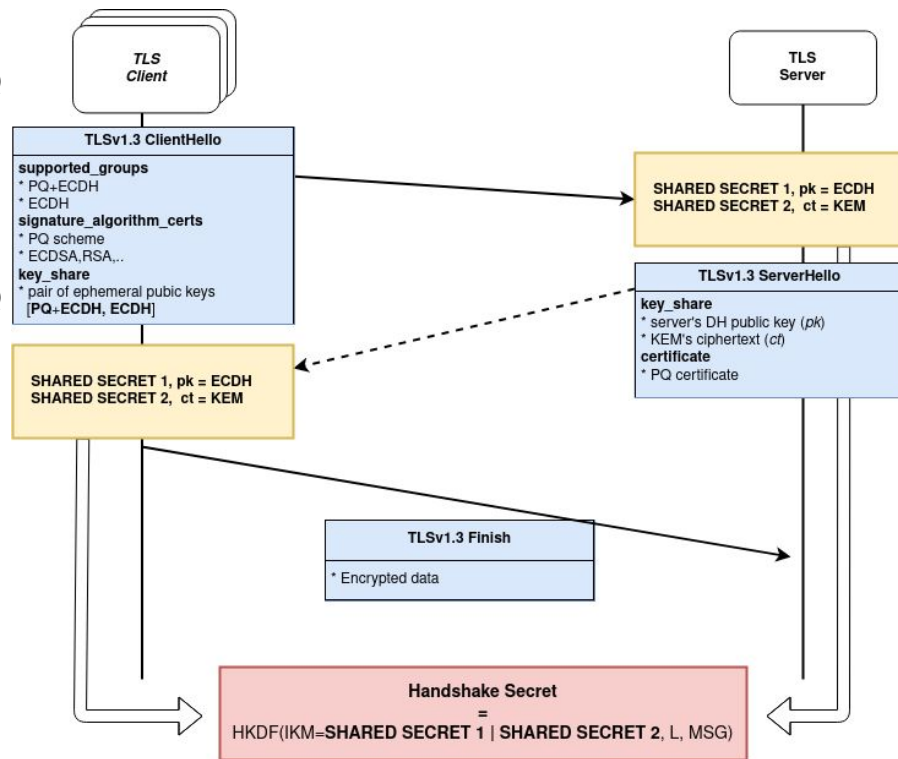 TLS
Client
TLS
Server
TLSv1.3 ClientHello
supported_groups
* PQ+ECDH
* ECDH
signature_algorithm_certs
* PQ scheme
* ECDSA,RSA,..
key_share
* pair of ephemeral pubic keys
[PQ+ECDH, ECDH]
SHARED SECRET 1, pk = ECDH
SHARED SECRET 2, ct = KEM
TLSv1.3 ServerHello
key_share
* server's DH public key (pk)
* KEM's ciphertext (ct)
certificate
* PQ certificate
SHARED SECRET 1, pk = ECDH
SHARED SECRET 2, ct = KEM
TLSv1.3 Finish
* Encrypted data
Handshake Secret
=
HKDF(IKM=SHARED SECRET 1 | SHARED SECRET 2, L, MSG)